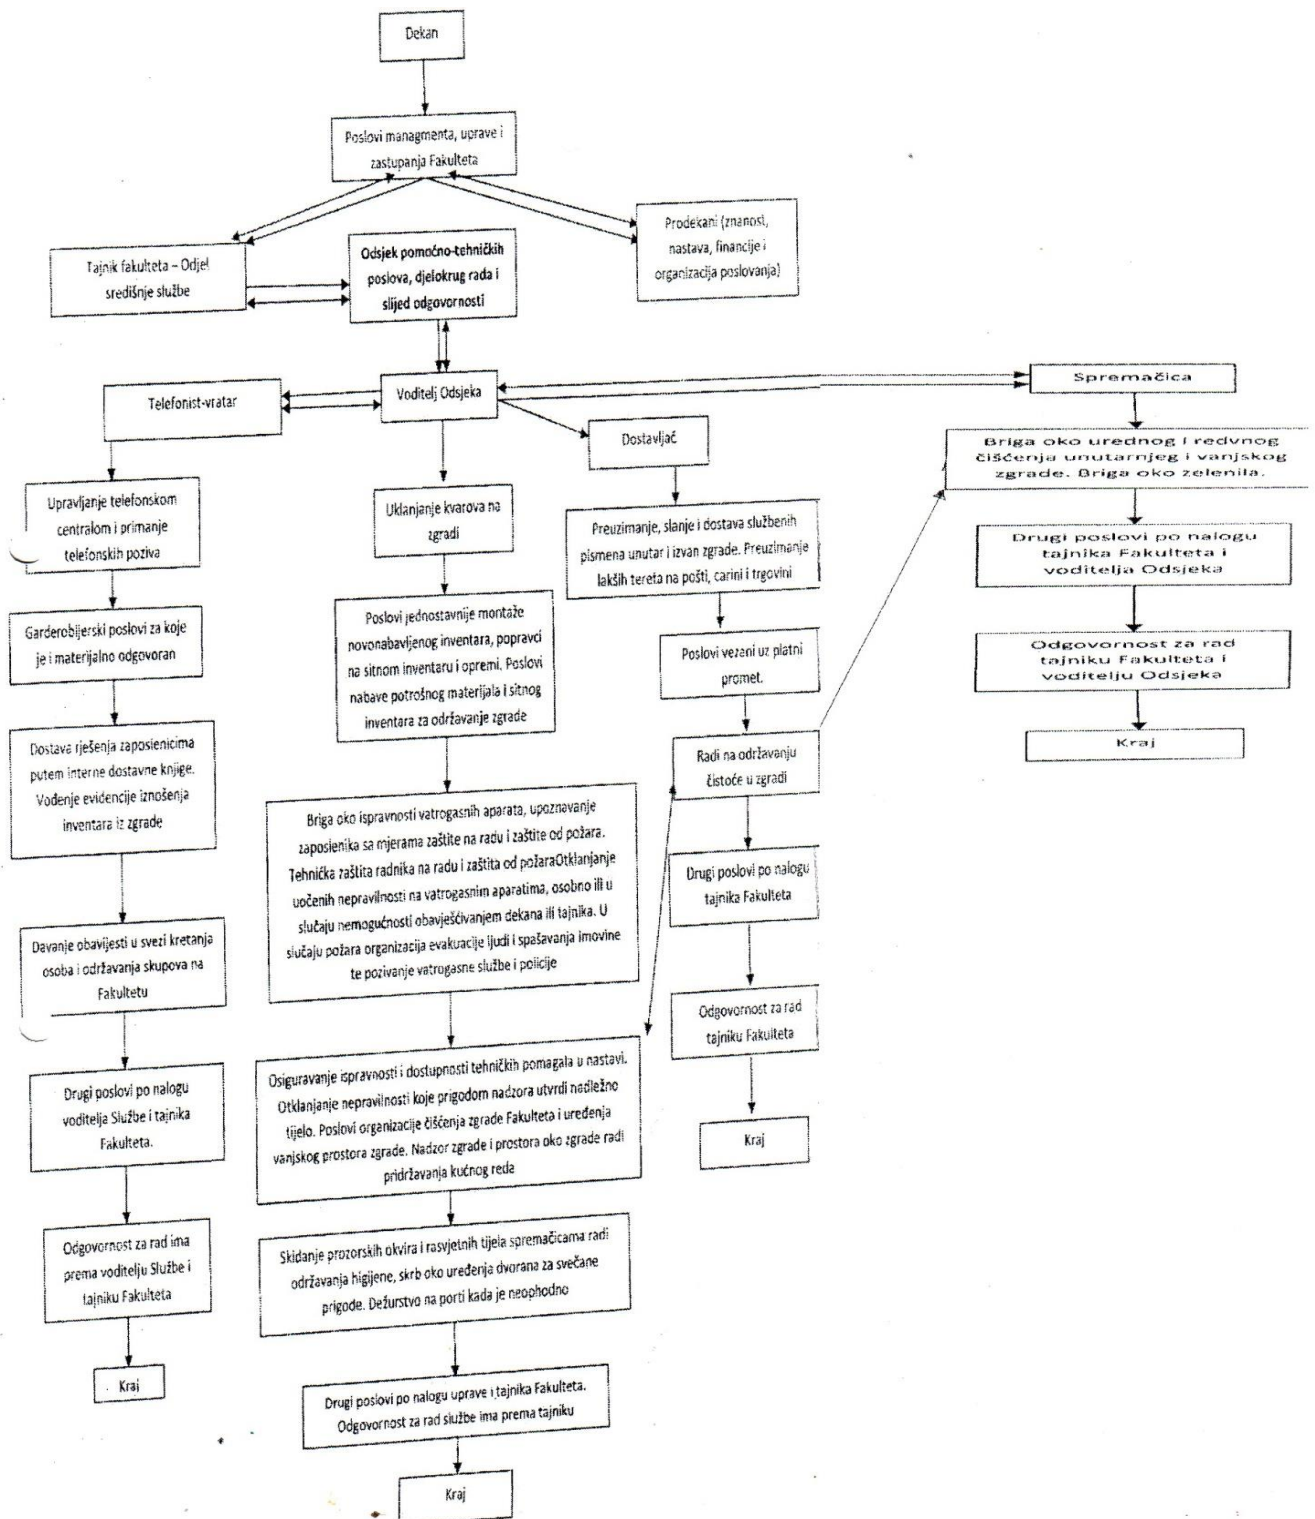 Dekan
Poslovi managmenta, uprave i
zastupanja Fakulteta
Tajnik fakulteta – Odjel
središnje službe
Odsjek pomoćno-tehničkih
poslova, djelokrug rada i
slijed odgovornosti
Prodekani (znanost,
nastava, financije i
organizacija poslovanja)
Telefonist-vratar
Voditelj Odsjeka
Dostavljač
Spremačica
Upravljanje telefonskom
centralom i primanje
telefonskih poziva
Garderobijerski poslovi za koje
je i materijalno odgovoran
Dostava rješenja zaposlenicima
putem interne dostavne knjige.
Vođenje evidencije iznošenja
inventara iz zgrade
Davanje obavijesti u svezi kretanja
osoba i održavanja skupova na
Fakultetu
Drugi poslovi po nalogu
voditelja Službe i tajnika
Fakulteta.
Odgovornost za rad ima
prema voditelju Službe i
tajniku Fakulteta
Kraj
Uklanjanje kvarova na
zgradi
Poslovi jednostavnije montaže
novonabavljenog inventara, popravci
na sitnom inventaru i opremi. Poslovi
nabave potrošnog materijala i sitnog
inventara za održavanje zgrade
Briga oko ispravnosti vatrogasnih aparata, upoznavanje
zaposlenika sa mjerama zaštite na radu i zaštite od požara.
Tehnička zaštita radnika na radu i zaštita od požaraOtklanjanje
uočenih nepravilnosti na vatrogasnim aparatima, osobno ili u
slučaju nemogućnosti obavješćivanjem dekana ili tajnika. U
slučaju požara organizacija evakuacije ljudi i spašavanja imovine
te pozivanje vatrogasne službe i policije
Osiguravanje ispravnosti i dostupnosti tehničkih pomagala u nastavi.
Otklanjanje nepravilnosti koje prigodom nadzora utvrdi nadležno
tijelo. Poslovi organizacije čišćenja zgrade Fakulteta i uređenja
vanjskog prostora zgrade. Nadzor zgrade i prostora oko zgrade radi
pridržavanja kućnog reda
Skidanje prozorskih okvira i rasvjetnih tijela spremačicama radi
održavanja higijene, skrb oko uređenja dvorana za svečane
prigode. Dežurstvo na porti kada je neophodno
Drugi poslovi po nalogu uprave i tajnika Fakulteta.
Odgovornost za rad službe ima prema tajniku
Kraj
Preuzimanje, slanje i dostava službenih
pismena unutar i izvan zgrade. Preuzimanje
lakših tereta na pošti, carini i trgovini
Poslovi vezani uz platni
promet.
Radi na održavanju
čistoće u zgradi
Drugi poslovi po nalogu
tajnika Fakulteta
Odgovornost za rad
tajniku Fakulteta
Kraj
Briga oko urednog i redvnog
čišćenja unutarnjeg i vanjskog
zgrade. Briga oko zelenila.
Drugi poslovi po nalogu
tajnika Fakulteta i
voditelja Odsjeka
Odgovornost za rad
tajniku Fakulteta i
voditelju Odsjeka
Kraj